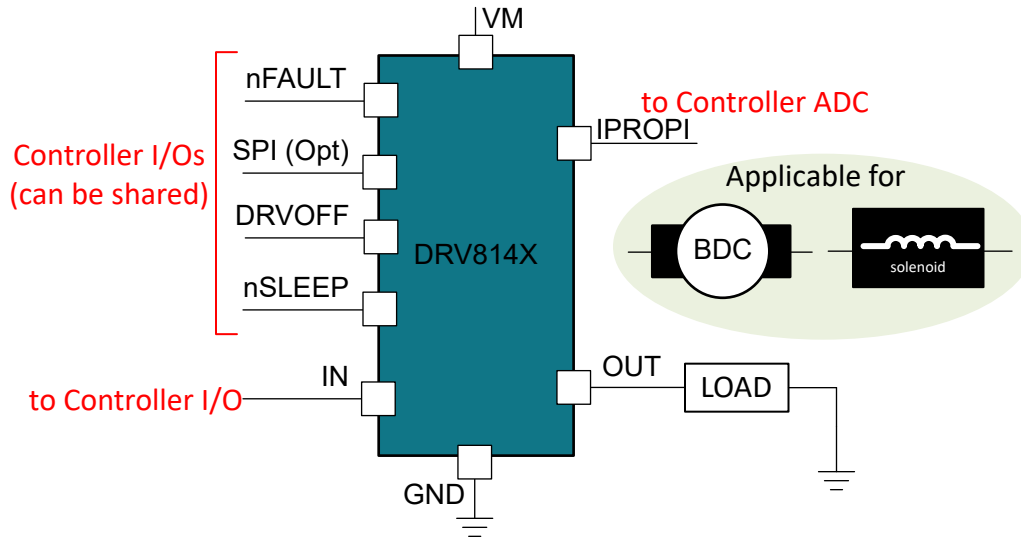 VM
nFAULT
to Controller ADC
IPROPI
Controller I/Os
(can be shared)
SPI (Opt)
Applicable for
DRVOFF
DRV814X
BDC
solenoid
nSLEEP
IN
OUT
to Controller I/O
LOAD
GND